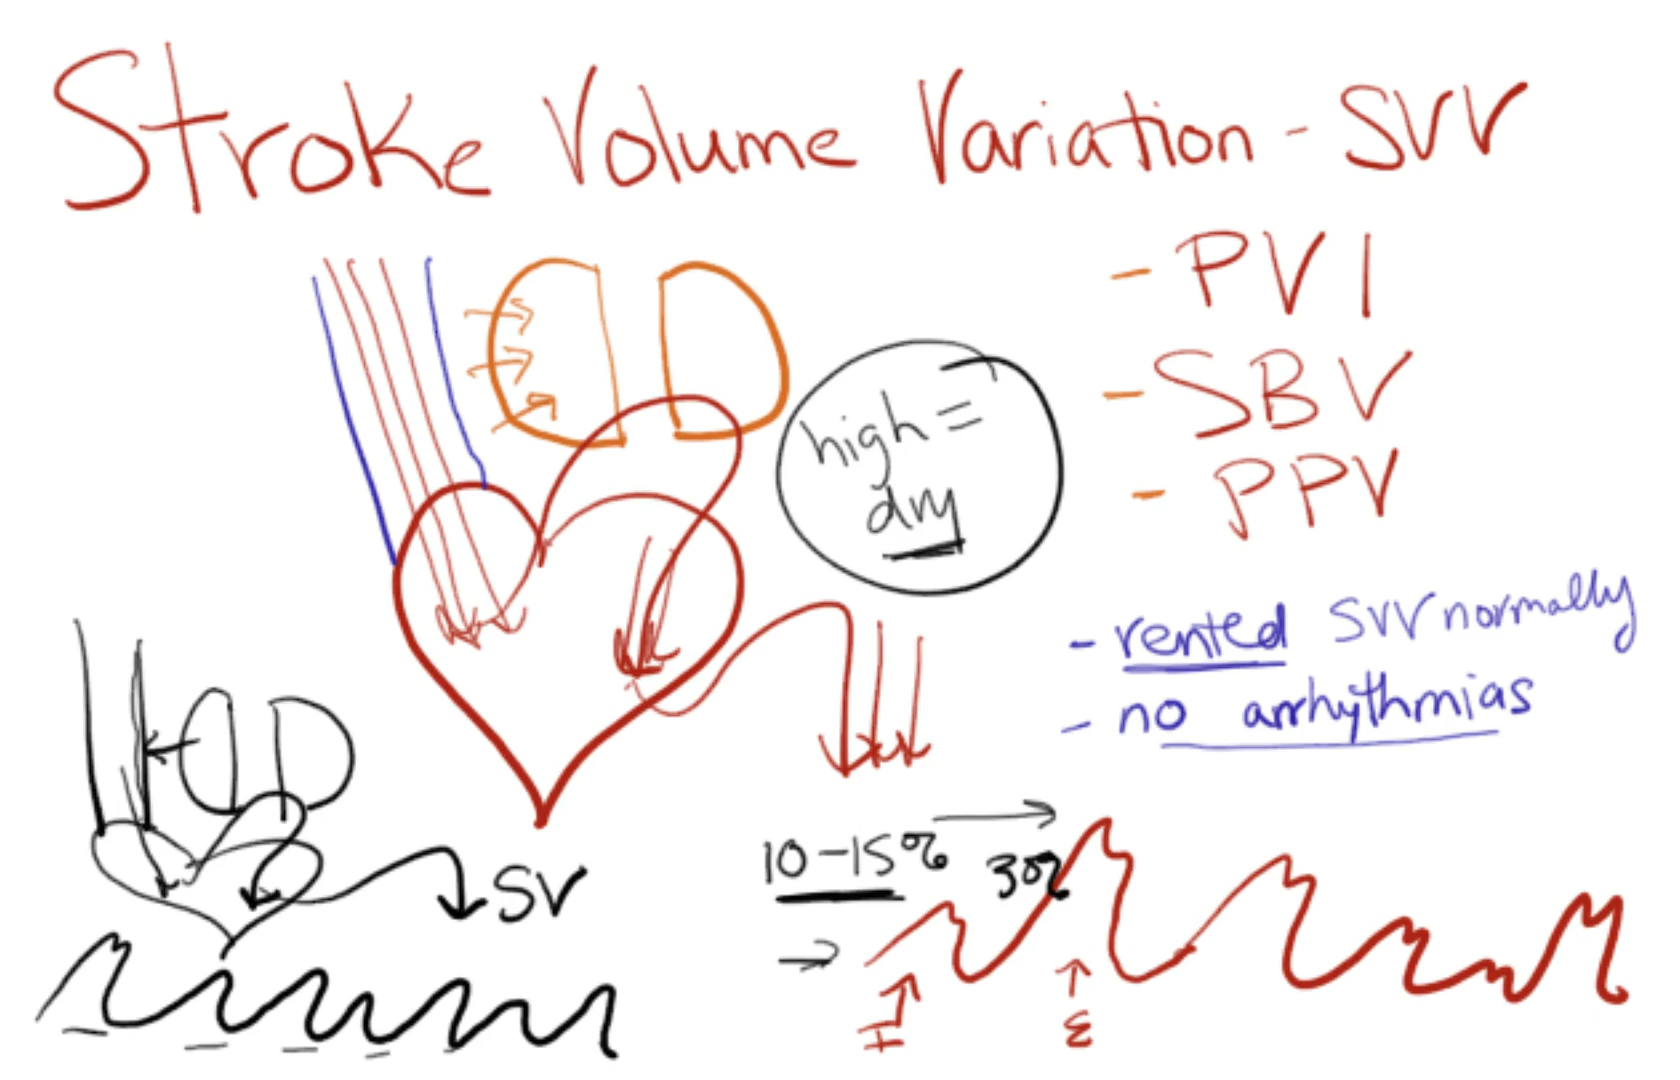 Stroke Volume Variation - SVV
- PVI
- SBV
- PPV
high =
dry
- vented SVV normally
- no arrhythmias
10-15%
30%
SV
I
E